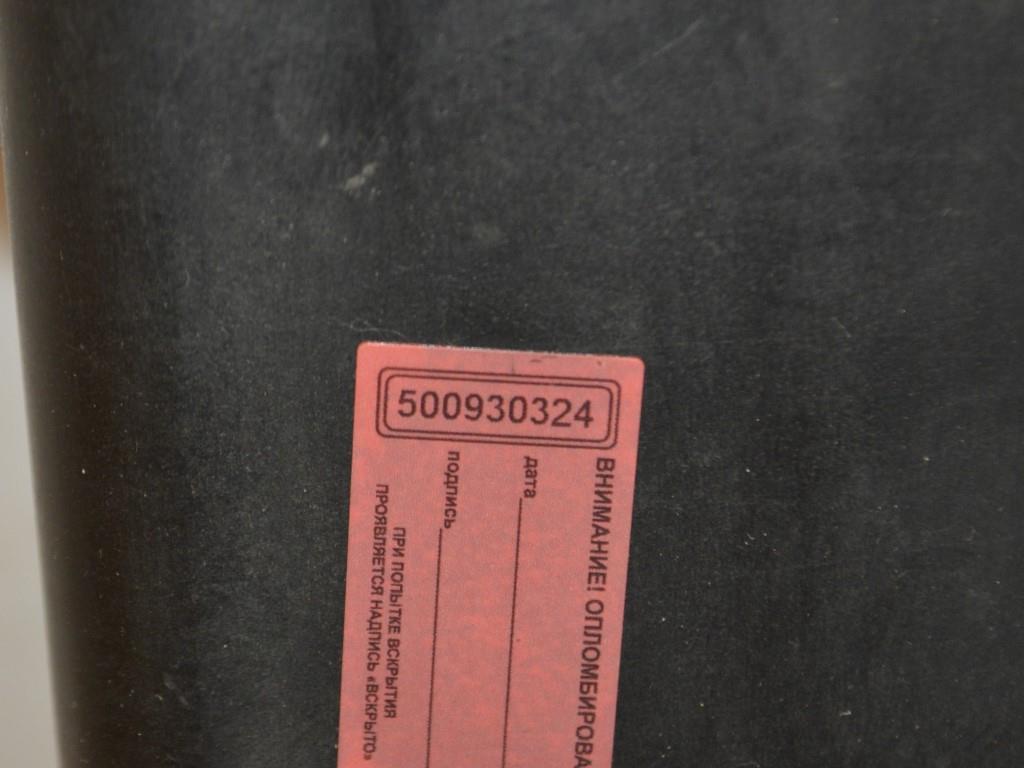 500930324
ВНИМАНИЕ! ОПЛОМБИРОВА
дата
подпись
ПРИ ПОПЫТКЕ ВСКРЫТИЯ
ПРОЯВЛЯЕТСЯ НАДПИСЬ «ВСКРЫТО»